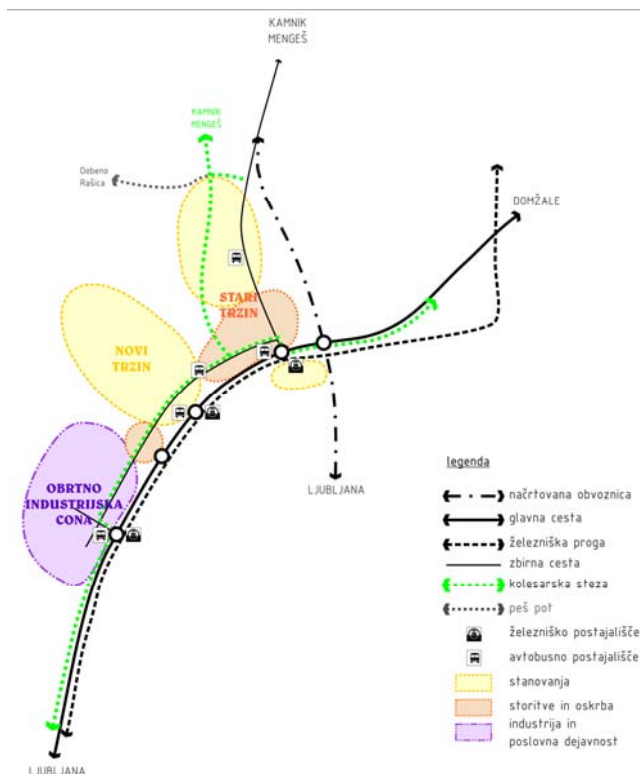 KAMNIK
MENGEŠ
KAMNIK
MENGEŠ
Dobeno
Rašica
DOMŽALE
STARI
TRZIN
NOVI
TRZIN
OBRTNO
INDUSTRIJSKA
CONA
LJUBLJANA
LJUBLJANA
legenda
načrtovana obvoznica
glavna cesta
železniška proga
zbirna cesta
kolesarska steza
peš pot
železniško postajališče
avtobusno postajališče
stanovanja
storitve in oskrba
industrija in
poslovna dejavnost